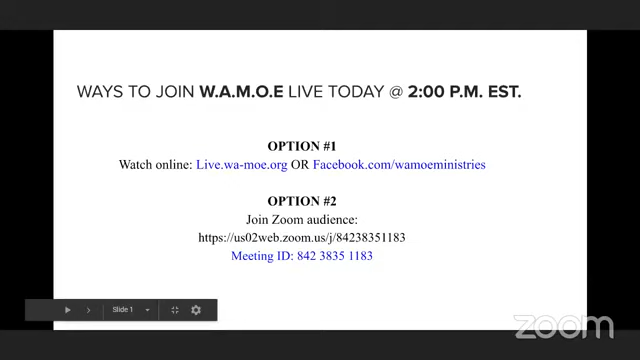 WAYS TO JOIN W.A.M.O.E LIVE TODAY @ 2:00 P.M. EST.
OPTION #1
Watch online: Live.wa-moe.org OR Facebook.com/wamoeministries
OPTION #2
Join Zoom audience:
https://us02web.zoom.us/j/84238351183
Meeting ID: 842 3835 1183
Slide 1
zoom